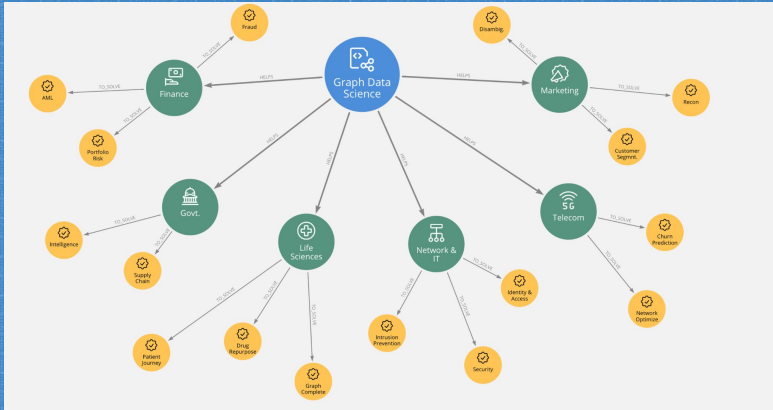 Graph Data
Science
HELPS
Finance
TO_SOLVE
Fraud
TO_SOLVE
AML
TO_SOLVE
Portfolio
Risk
HELPS
Marketing
TO_SOLVE
Disambig.
TO_SOLVE
Recon
TO_SOLVE
Customer
Segmnt.
HELPS
Govt.
TO_SOLVE
Intelligence
TO_SOLVE
Supply
Chain
HELPS
Life
Sciences
TO_SOLVE
Patient
Journey
TO_SOLVE
Drug
Repurpose
TO_SOLVE
Graph
Complete
HELPS
Network &
IT
TO_SOLVE
Intrusion
Prevention
TO_SOLVE
Security
TO_SOLVE
Identity &
Access
HELPS
5G
Telecom
TO_SOLVE
Churn
Prediction
TO_SOLVE
Network
Optimize